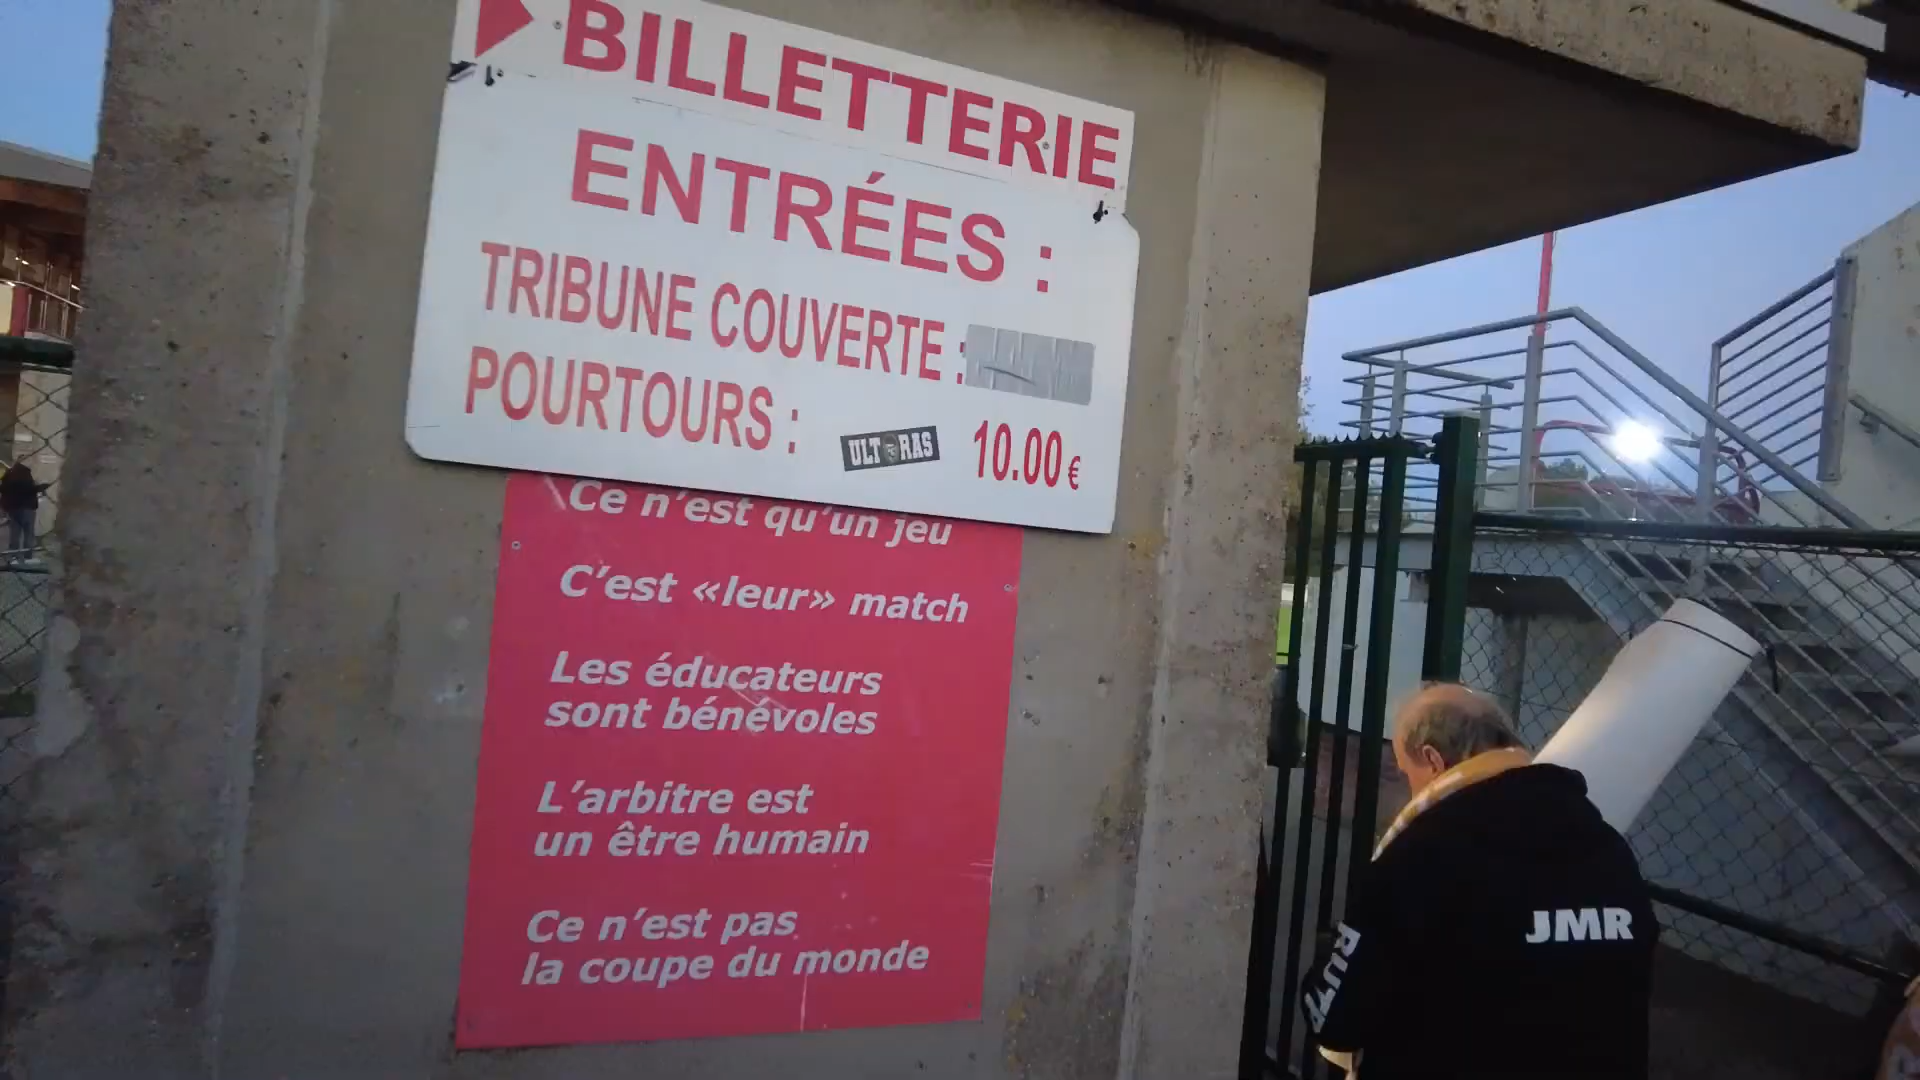 BILLETTERIE
ENTRÉES :
TRIBUNE COUVERTE :
POURTOURS : 10.00 €
ULTRAS
Ce n'est qu'un jeu
C'est «leur» match
Les éducateurs
sont bénévoles
L'arbitre est
un être humain
Ce n'est pas
la coupe du monde
JMR